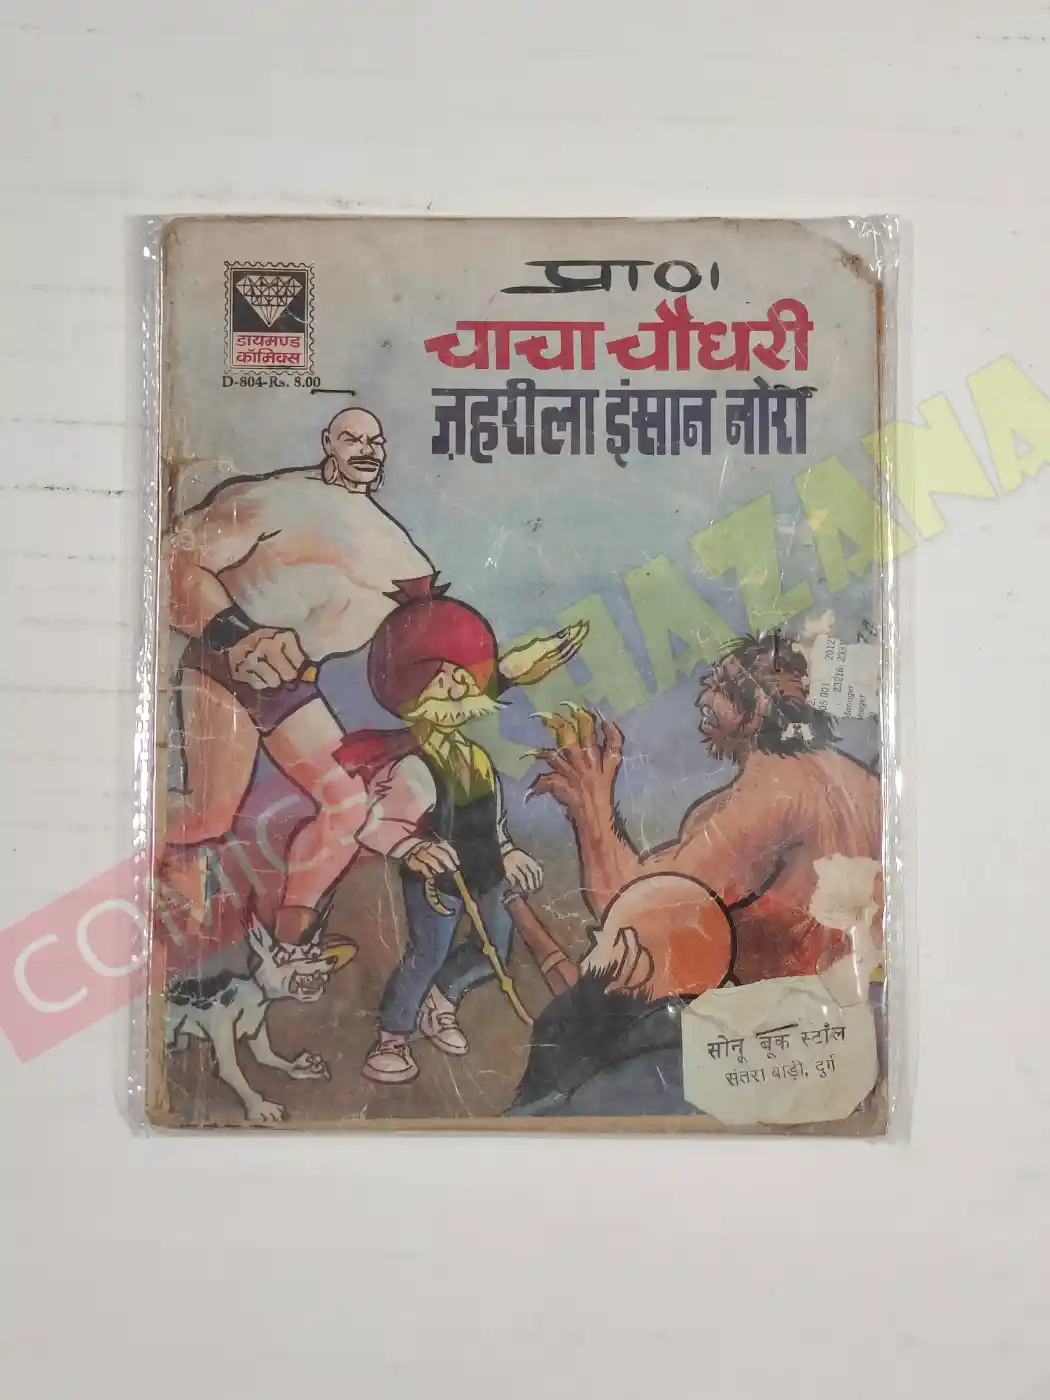 प्राण
चाचा चौधरी
ज़हरीला इंसान नोरा
डायमण्ड
कॉमिक्स
D-804-Rs. 8.00
COMICS KHAZANA
सोनू बूक स्टॉल
संतरा बाड़ी, दुर्ग